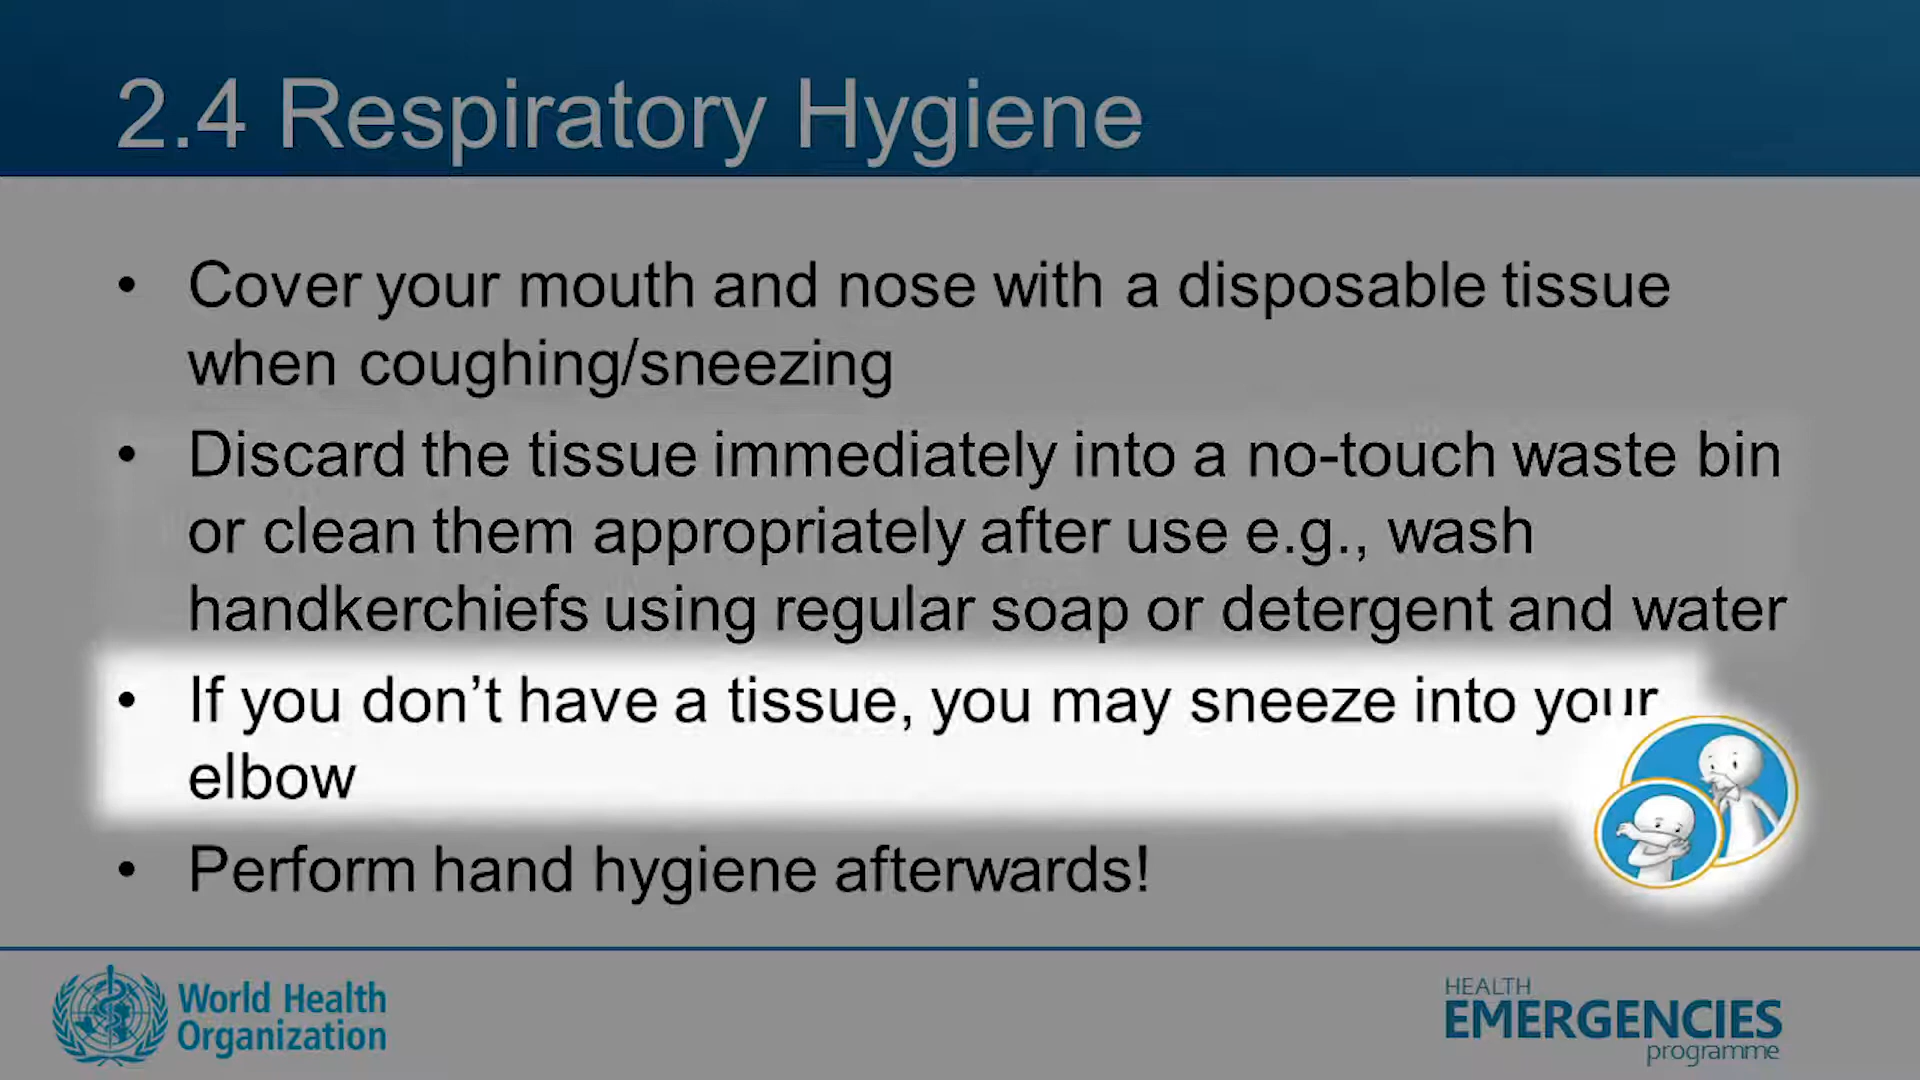 2.4 Respiratory Hygiene
• Cover your mouth and nose with a disposable tissue
when coughing/sneezing
• Discard the tissue immediately into a no-touch waste bin
or clean them appropriately after use e.g., wash
handkerchiefs using regular soap or detergent and water
• If you don’t have a tissue, you may sneeze into your
elbow
• Perform hand hygiene afterwards!
World Health
Organization
HEALTH
EMERGENCIES
programme